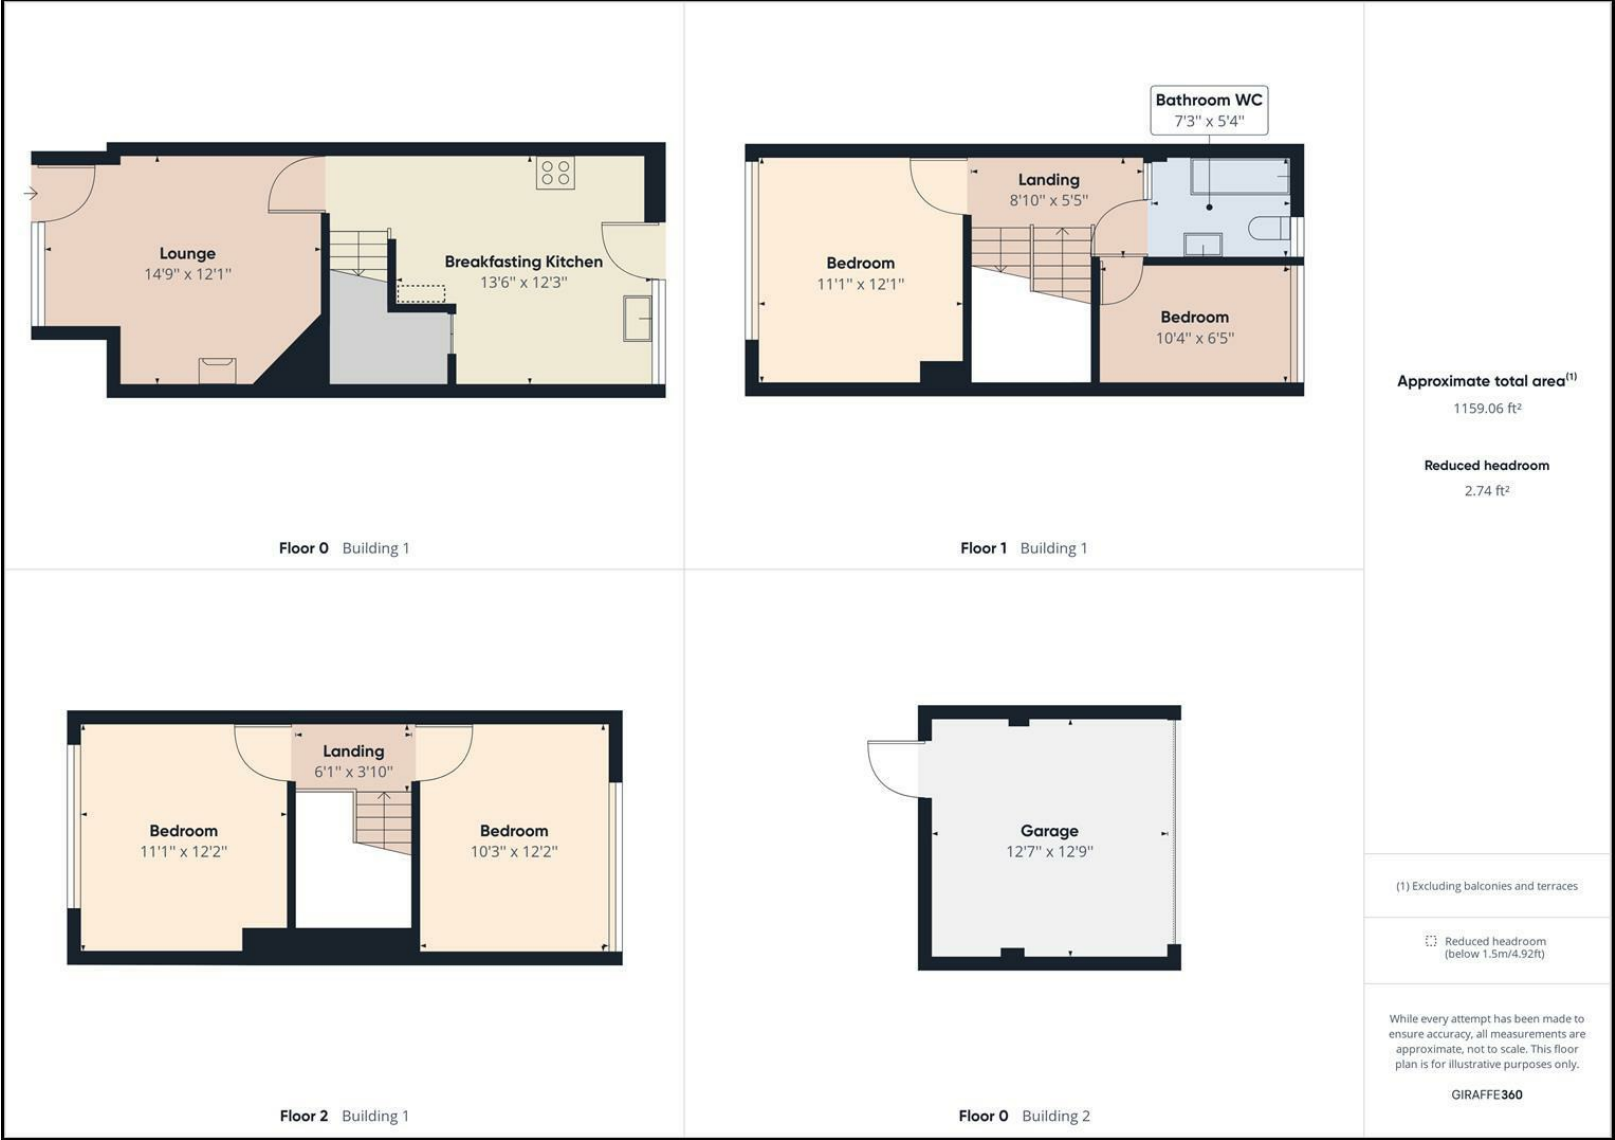 Lounge
14'9" x 12'1"
Breakfasting Kitchen
13'6" x 12'3"
Floor 0 Building 1
Bathroom WC
7'3" x 5'4"
Landing
8'10" x 5'5"
Bedroom
11'1" x 12'1"
Bedroom
10'4" x 6'5"
Floor 1 Building 1
Landing
6'1" x 3'10"
Bedroom
11'1" x 12'2"
Bedroom
10'3" x 12'2"
Floor 2 Building 1
Garage
12'7" x 12'9"
Floor 0 Building 2
Approximate total area(1)
1159.06 ft²
Reduced headroom
2.74 ft²
(1) Excluding balconies and terraces
Reduced headroom
(below 1.5m/4.92ft)
While every attempt has been made to
ensure accuracy, all measurements are
approximate, not to scale. This floor
plan is for illustrative purposes only.
GIRAFFE360